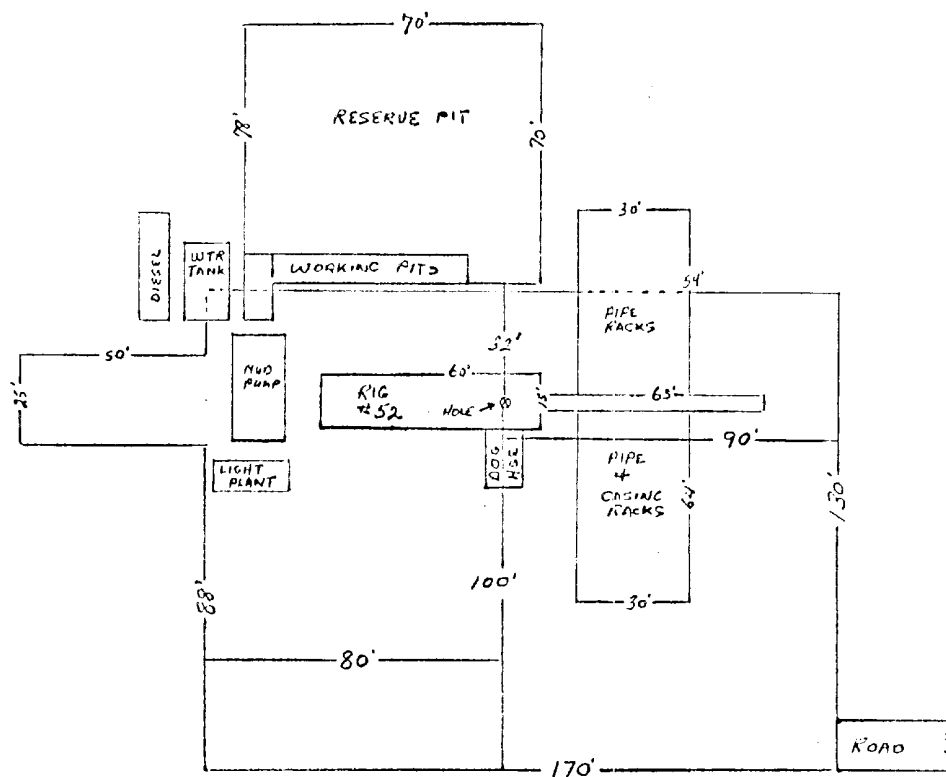 70'
78'
RESERVE PIT
70'
30'
DIESEL
WTR
TANK
WORKING PITS
54'
PIPE
RACKS
50'
32'
MUD
PUMP
60'
25'
RIG
#52
HOLE
15'
65'
90'
DOG
HSE
LIGHT
PLANT
PIPE
+
CASING
RACKS
64'
130'
88'
100'
30'
80'
ROAD
170'